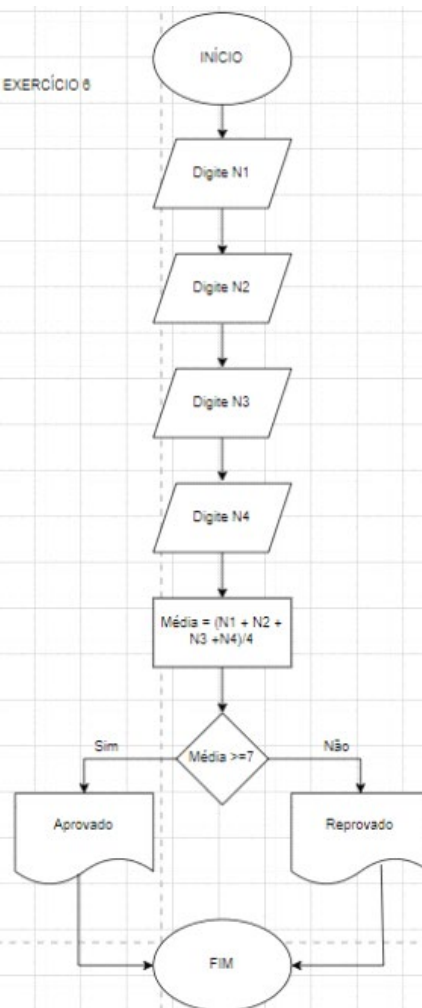 INÍCIO
EXERCÍCIO 6
Digite N1
Digite N2
Digite N3
Digite N4
Média = (N1 + N2 +
N3 +N4)/4
Média >=7
Sim
Não
Aprovado
Reprovado
FIM